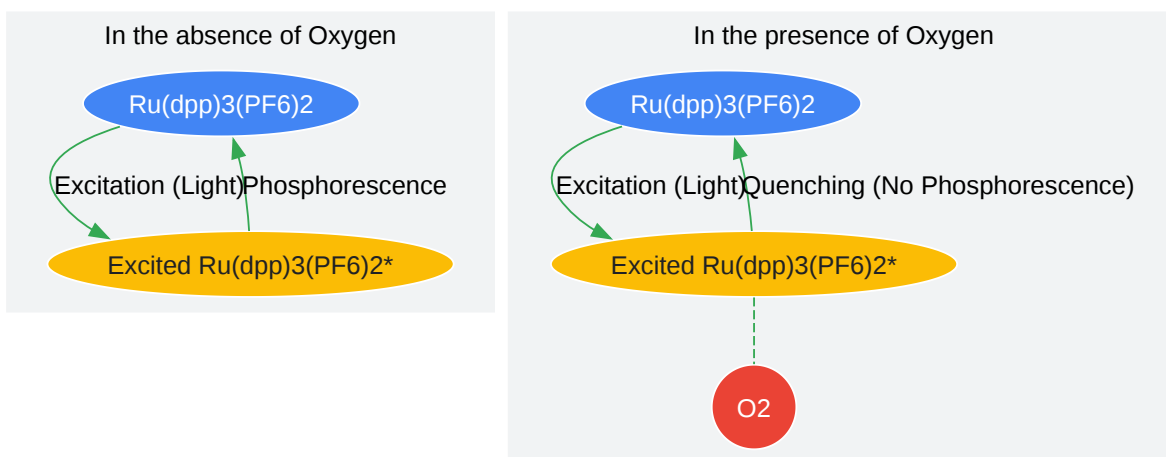 In the absence of Oxygen
Ru(dpp)3(PF6)2
Excitation (Light)
Phosphorescence
Excited Ru(dpp)3(PF6)2*
In the presence of Oxygen
Ru(dpp)3(PF6)2
Excitation (Light)
Quenching (No Phosphorescence)
Excited Ru(dpp)3(PF6)2*
O2